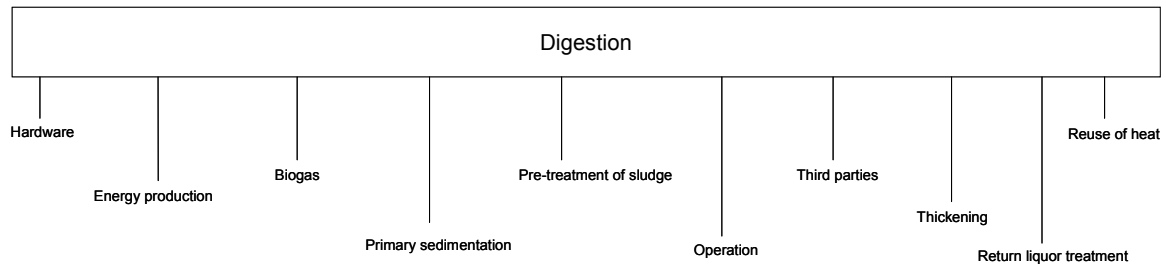 Digestion
Hardware
Energy production
Biogas
Primary sedimentation
Pre-treatment of sludge
Operation
Third parties
Thickening
Return liquor treatment
Reuse of heat